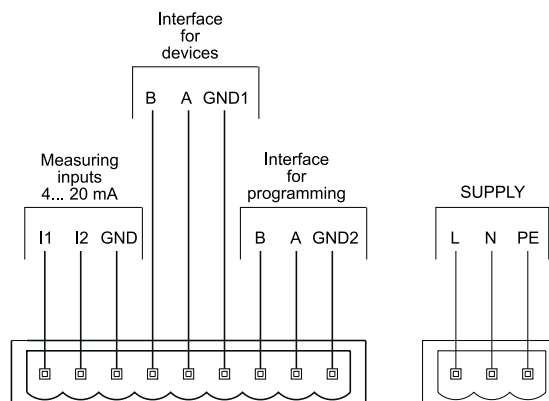 Interface
for
devices
B A GND1
Measuring
inputs
4... 20 mA
I1 I2 GND
Interface
for
programming
B A GND2
SUPPLY
L N PE